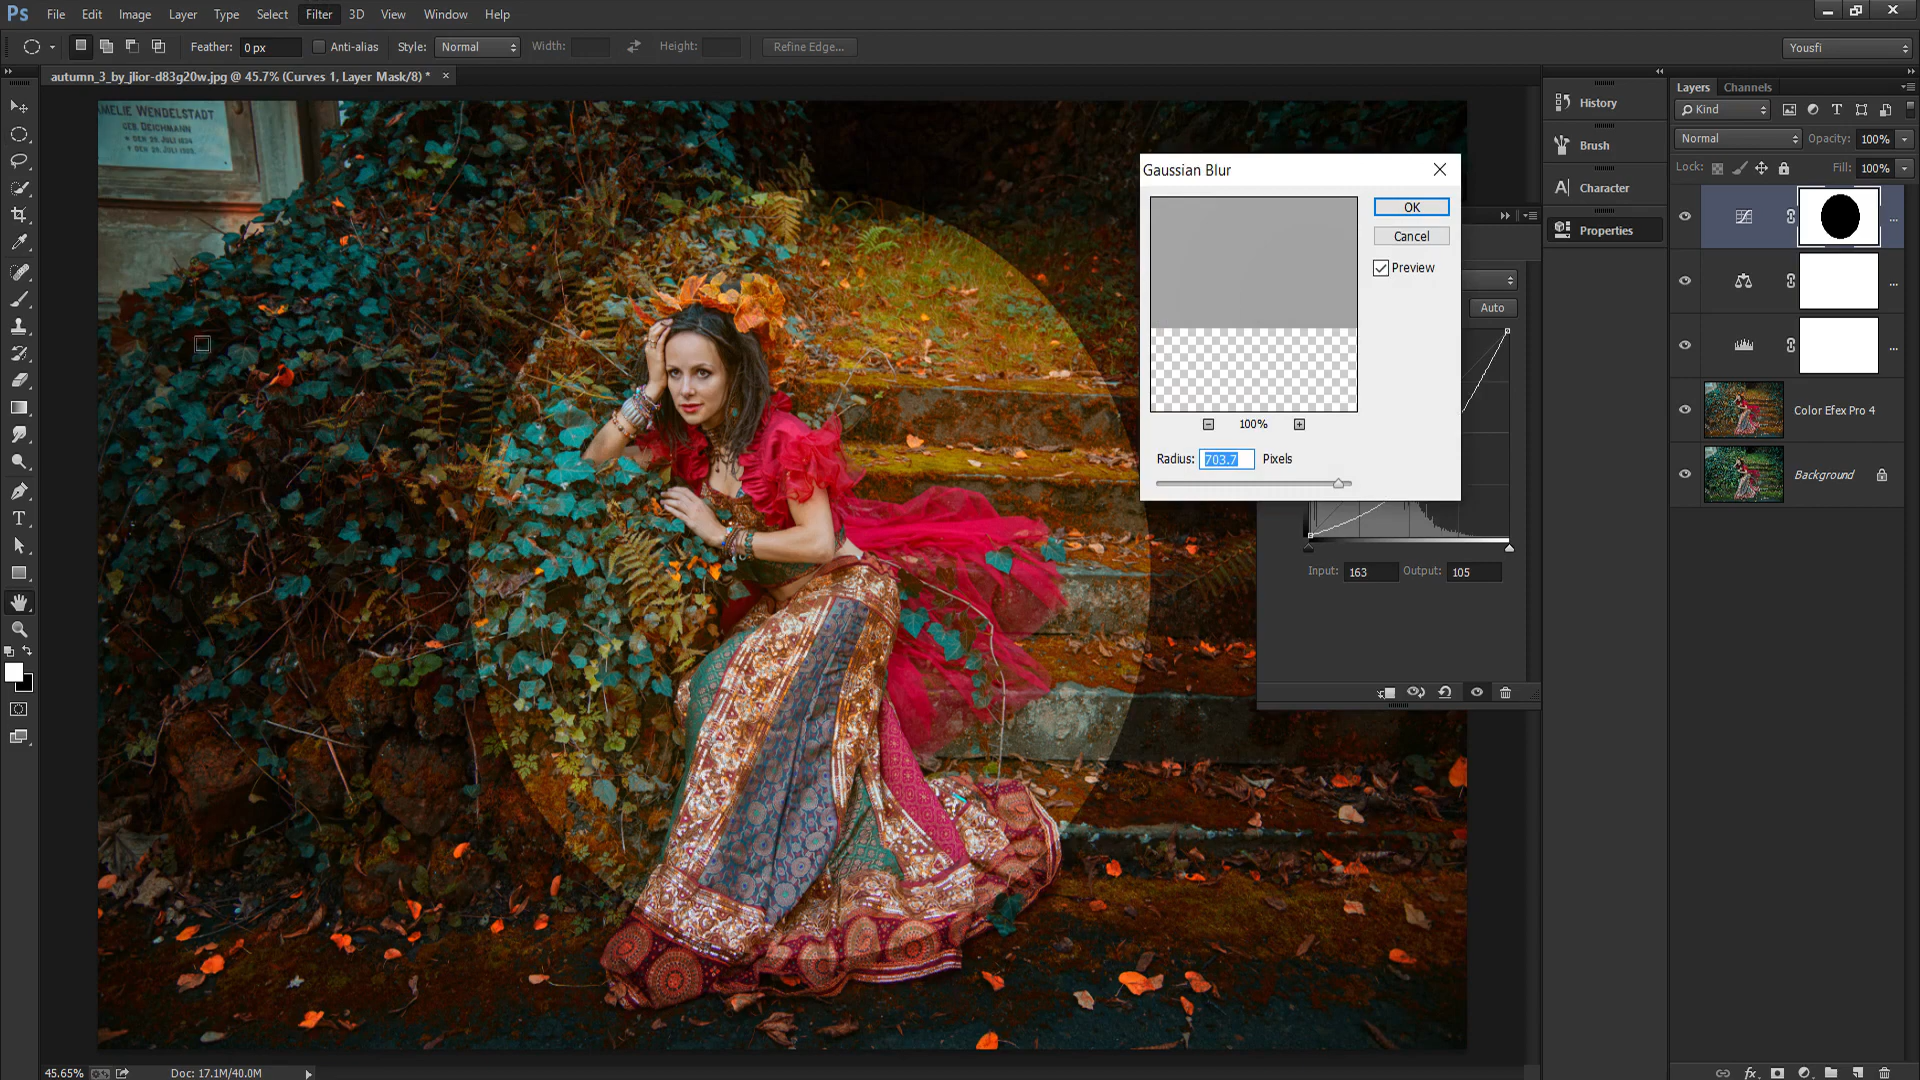 Ps File Edit Image Layer Type Select Filter 3D View Window Help
Feather: 0 px Anti-alias Style: Normal Width: Height: Refine Edge... Yousfi
autumn_3_by_jlior-d83g20w.jpg @ 45.7% (Curves 1, Layer Mask/8) * ×
AMELIE WENDELSTADT
GEB. DEICHMANN
Gaussian Blur
OK
Cancel
Preview
100%
Radius: 703.7 Pixels
Auto
Input: 163 Output: 105
History
Brush
Character
Properties
Layers Channels
Kind
Normal Opacity: 100%
Lock: Fill: 100%
...
...
...
Color Efex Pro 4
Background
T
45.65% Doc: 17.1M/40.0M
fx